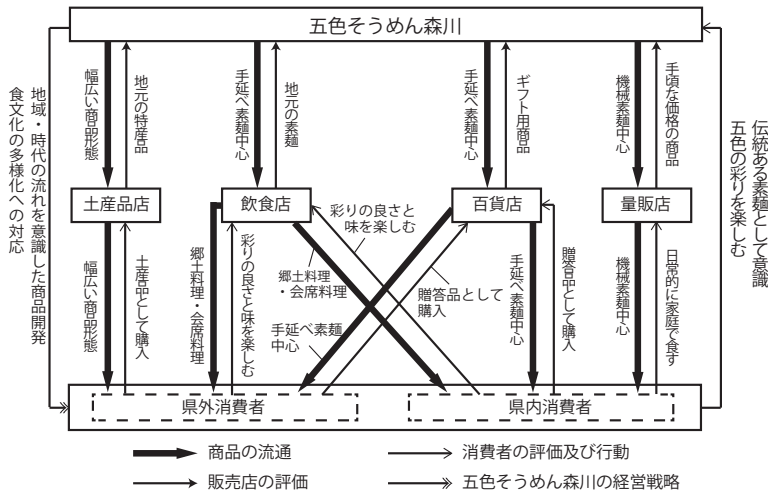 五色そうめん森川
地域・時代の流れを意識した商品開発
食文化の多様化への対応
幅広い商品形態
地元の特産品
手延べ素麺中心
地元の素麺
手延べ素麺中心
ギフト用商品
機械素麺中心
手頃な価格の商品
伝統ある素麺として意識
五色の彩りを楽しむ
土産品店
飲食店
百貨店
量販店
幅広い商品形態
土産品として購入
郷土料理・会席料理
彩りの良さと味を楽しむ
郷土料理
・会席料理
彩りの良さと
味を楽しむ
手延べ素麺
中心
贈答品として
購入
手延べ素麺中心
贈答品として購入
機械素麺中心
日常的に家庭で食す
県外消費者
県内消費者
商品の流通
消費者の評価及び行動
販売店の評価
五色そうめん森川の経営戦略